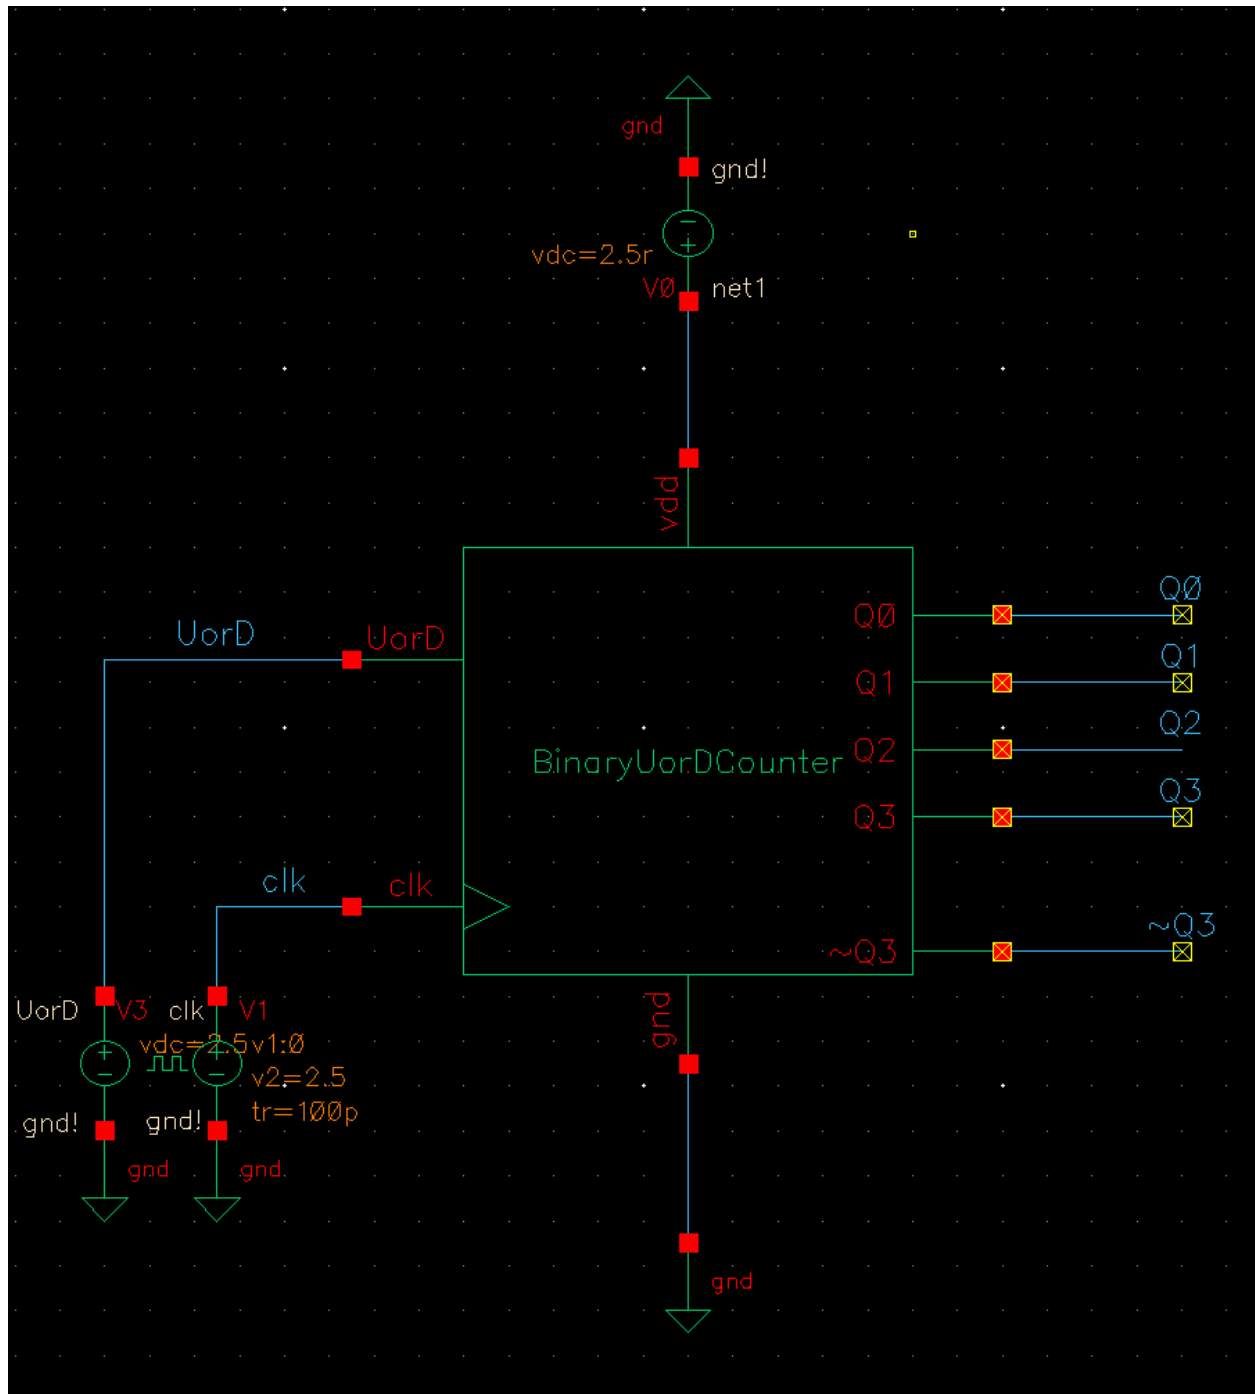 gnd
gnd!
vdc=2.5r
V0
net1
vdd
Q0
Q0
UorD
UorD
Q1
Q1
Q2
BinaryUorDCounter
Q2
Q3
Q3
clk
clk
~Q3
~Q3
UorD
V3
clk
V1
gnd
vdc=2.5
v1:0
v2=2.5
tr=100p
gnd!
gnd!
gnd
gnd
gnd